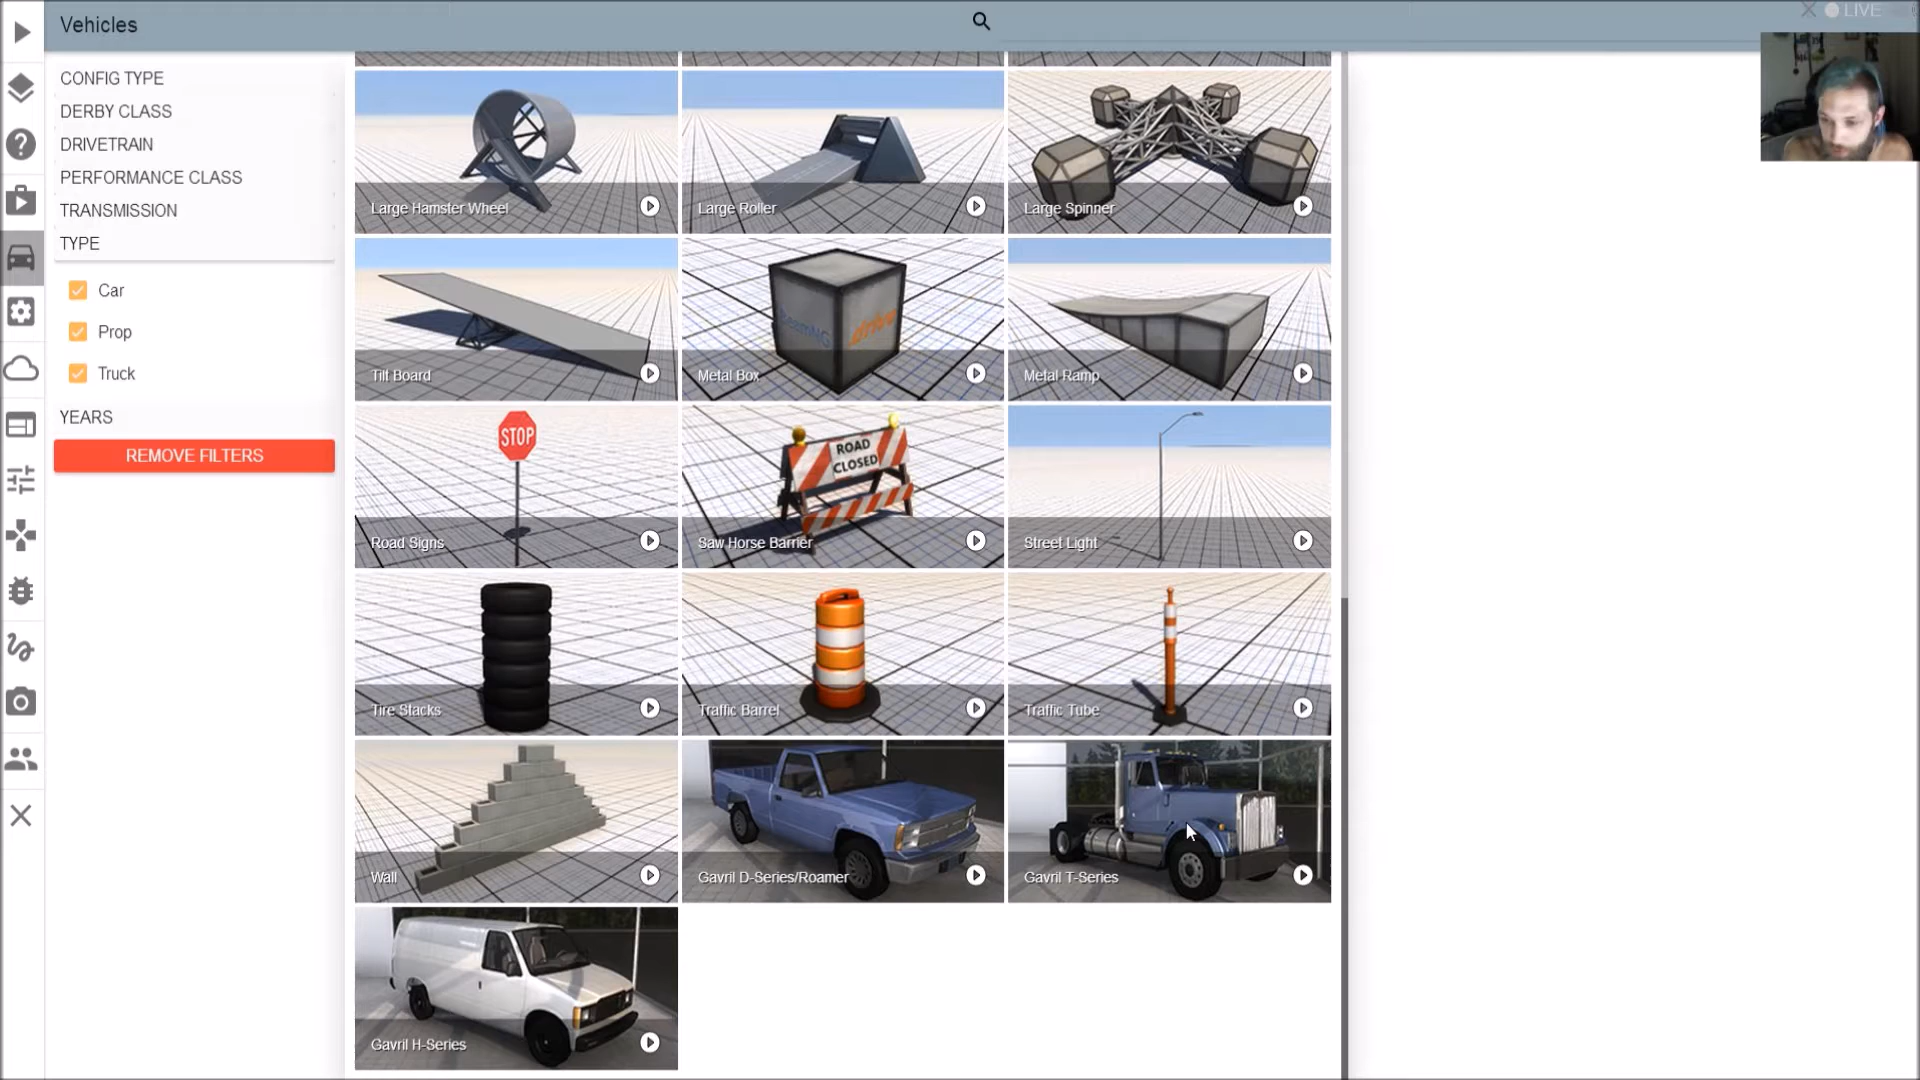 Vehicles
LIVE
CONFIG TYPE
DERBY CLASS
DRIVETRAIN
PERFORMANCE CLASS
TRANSMISSION
TYPE
Car
Prop
Truck
YEARS
REMOVE FILTERS
Large Hamster Wheel
Large Roller
Large Spinner
Tilt Board
BeamNG
drive
Metal Box
Metal Ramp
STOP
Road Signs
ROAD
CLOSED
Saw Horse Barrier
Street Light
Tire Stacks
Traffic Barrel
Traffic Tube
Wall
Gavril D-Series/Roamer
Gavril T-Series
Gavril H-Series